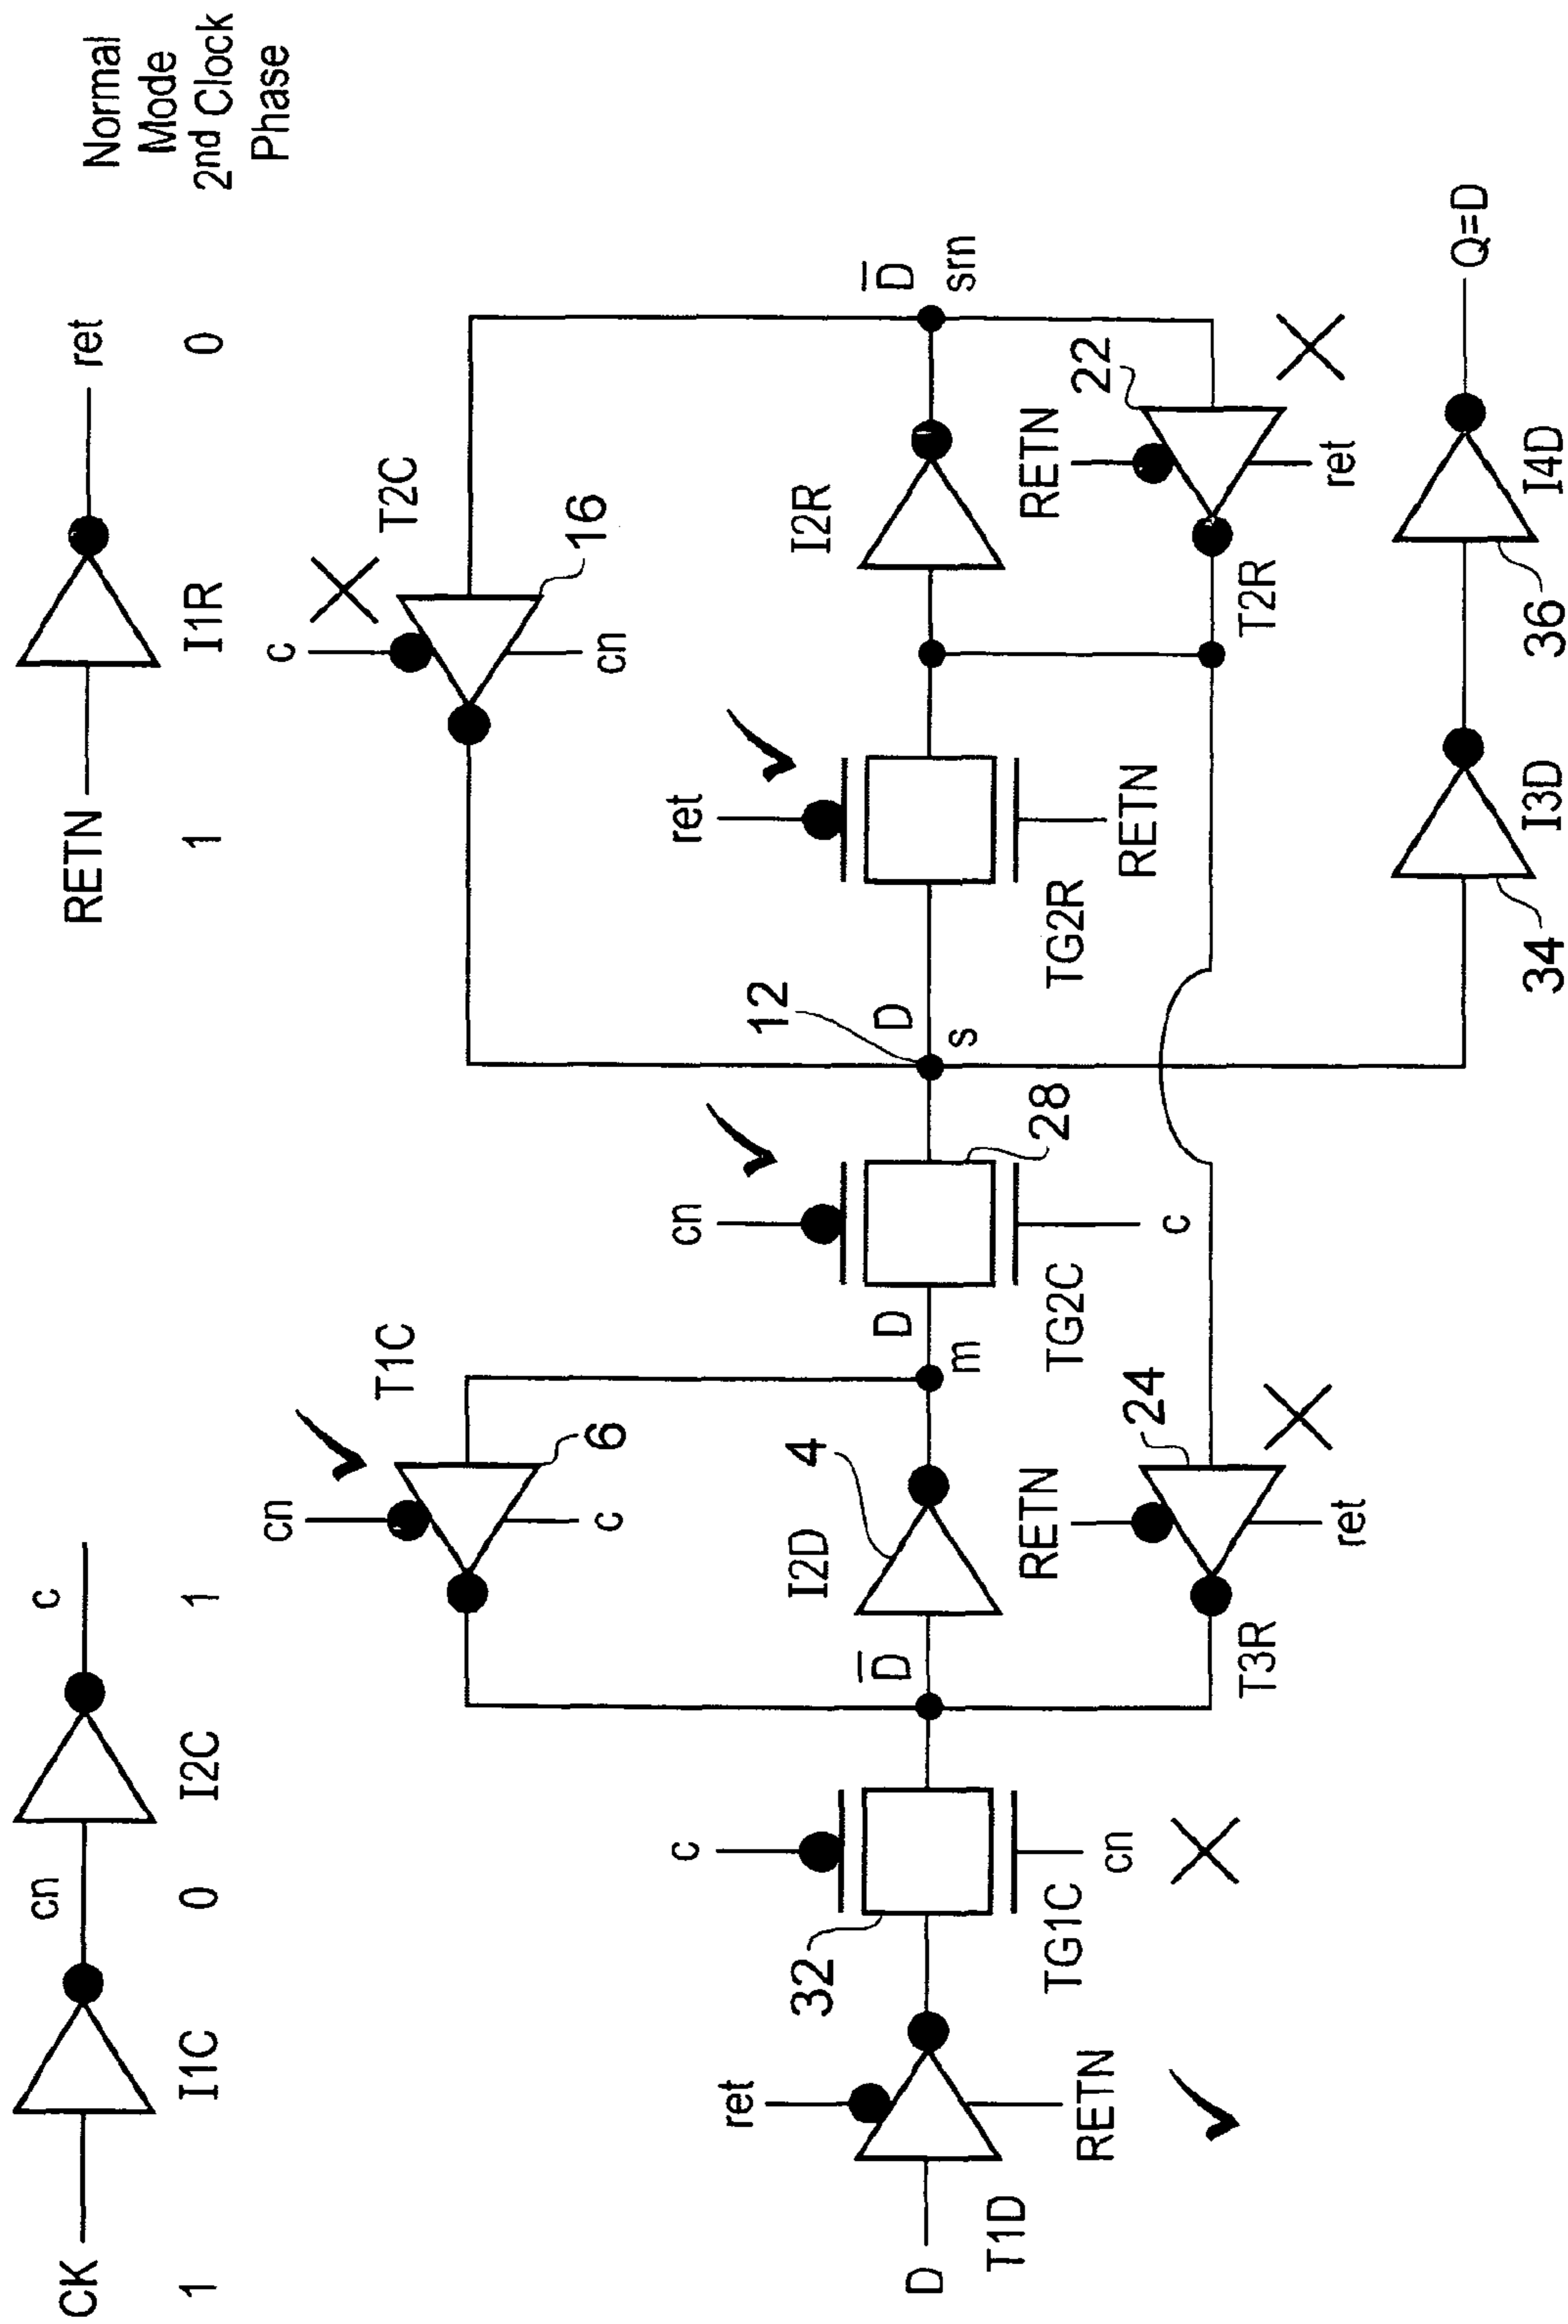 CK
cn
c
RETN
ret
Normal
Mode
2nd Clock
Phase
1
I1C
0
I2C
1
1
I1R
0
cn
T1C
6
c
c
T2C
16
cn
D
T1D
ret
RETN
32
c
TG1C
cn
D
I2D
4
D
m
cn
TG2C
c
28
12
D
s
ret
TG2R
RETN
I2R
D
srn
T3R
RETN
24
ret
T2R
RETN
22
ret
34
I3D
36
I4D
Q=D